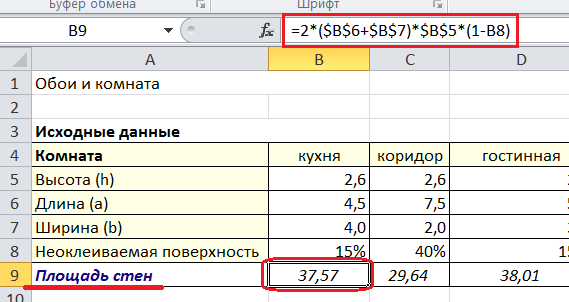 Буфер обмена Шрифт
B9 fx =2*($B$6+$B$7)*$B$5*(1-B8)
A B C D
1 Обои и комната
2
3 Исходные данные
4 Комната кухня коридор гостинная
5 Высота (h) 2,6 2,6
6 Длина (a) 4,5 7,5
7 Ширина (b) 4,0 2,0
8 Неоклеиваемая поверхность 15% 40% 15
9 Площадь стен 37,57 29,64 38,01
10